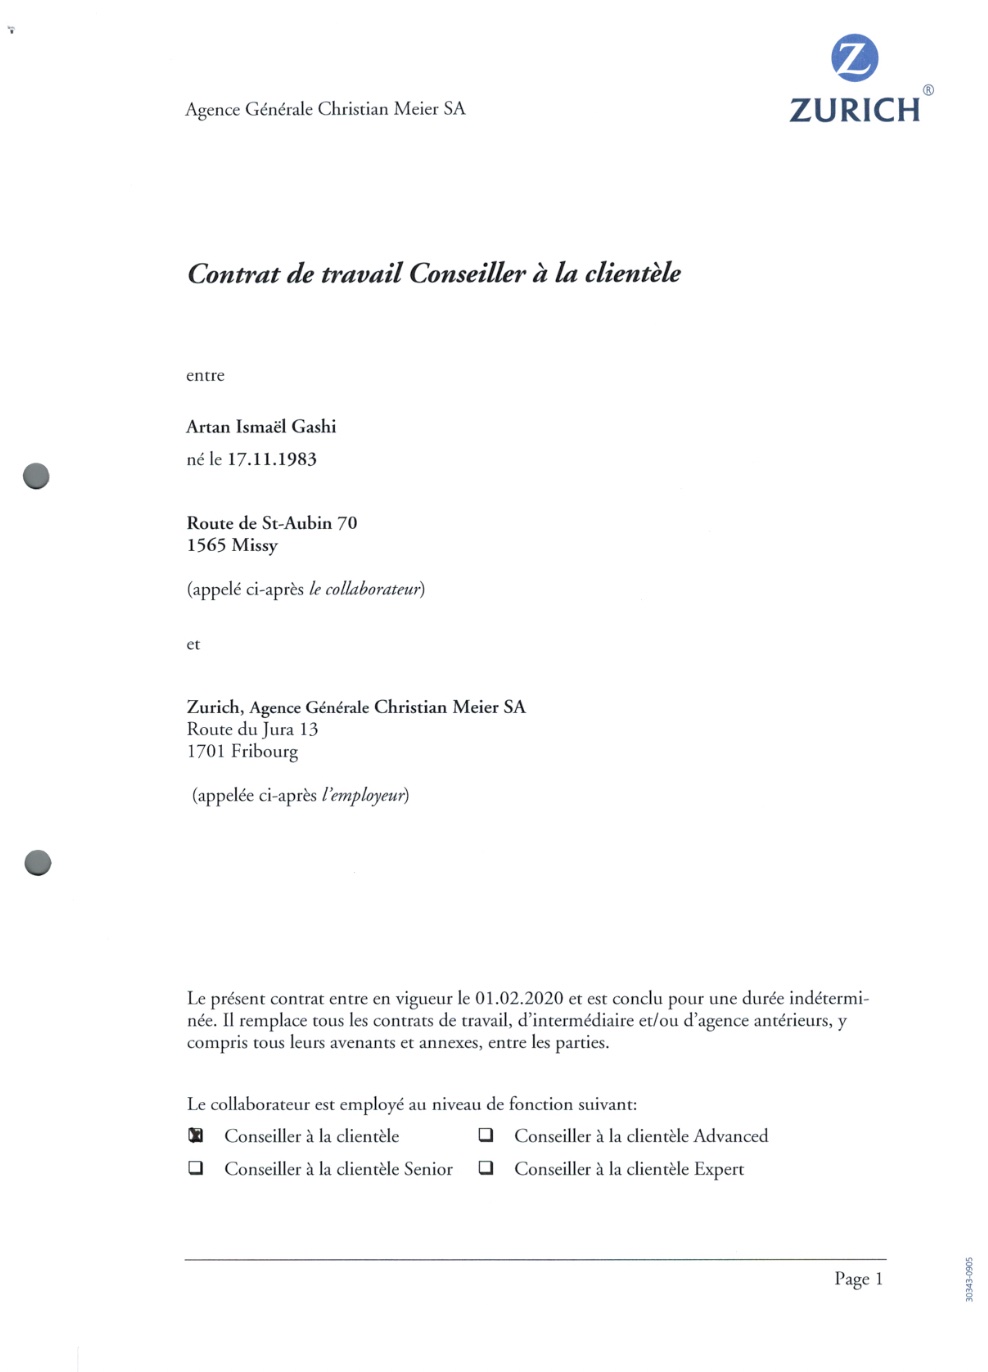 Agence Générale Christian Meier SA
Z
ZURICH®
Contrat de travail Conseiller à la clientèle
entre
Artan Ismaël Gashi
né le 17.11.1983
Route de St-Aubin 70
1565 Missy
(appelé ci-après le collaborateur)
et
Zurich, Agence Générale Christian Meier SA
Route du Jura 13
1701 Fribourg
(appelée ci-après l'employeur)
Le présent contrat entre en vigueur le 01.02.2020 et est conclu pour une durée indétermi-
née. Il remplace tous les contrats de travail, d'intermédiaire et/ou d'agence antérieurs, y
compris tous leurs avenants et annexes, entre les parties.
Le collaborateur est employé au niveau de fonction suivant:
☒ Conseiller à la clientèle ☐ Conseiller à la clientèle Advanced
☐ Conseiller à la clientèle Senior ☐ Conseiller à la clientèle Expert
Page 1
30343-0905